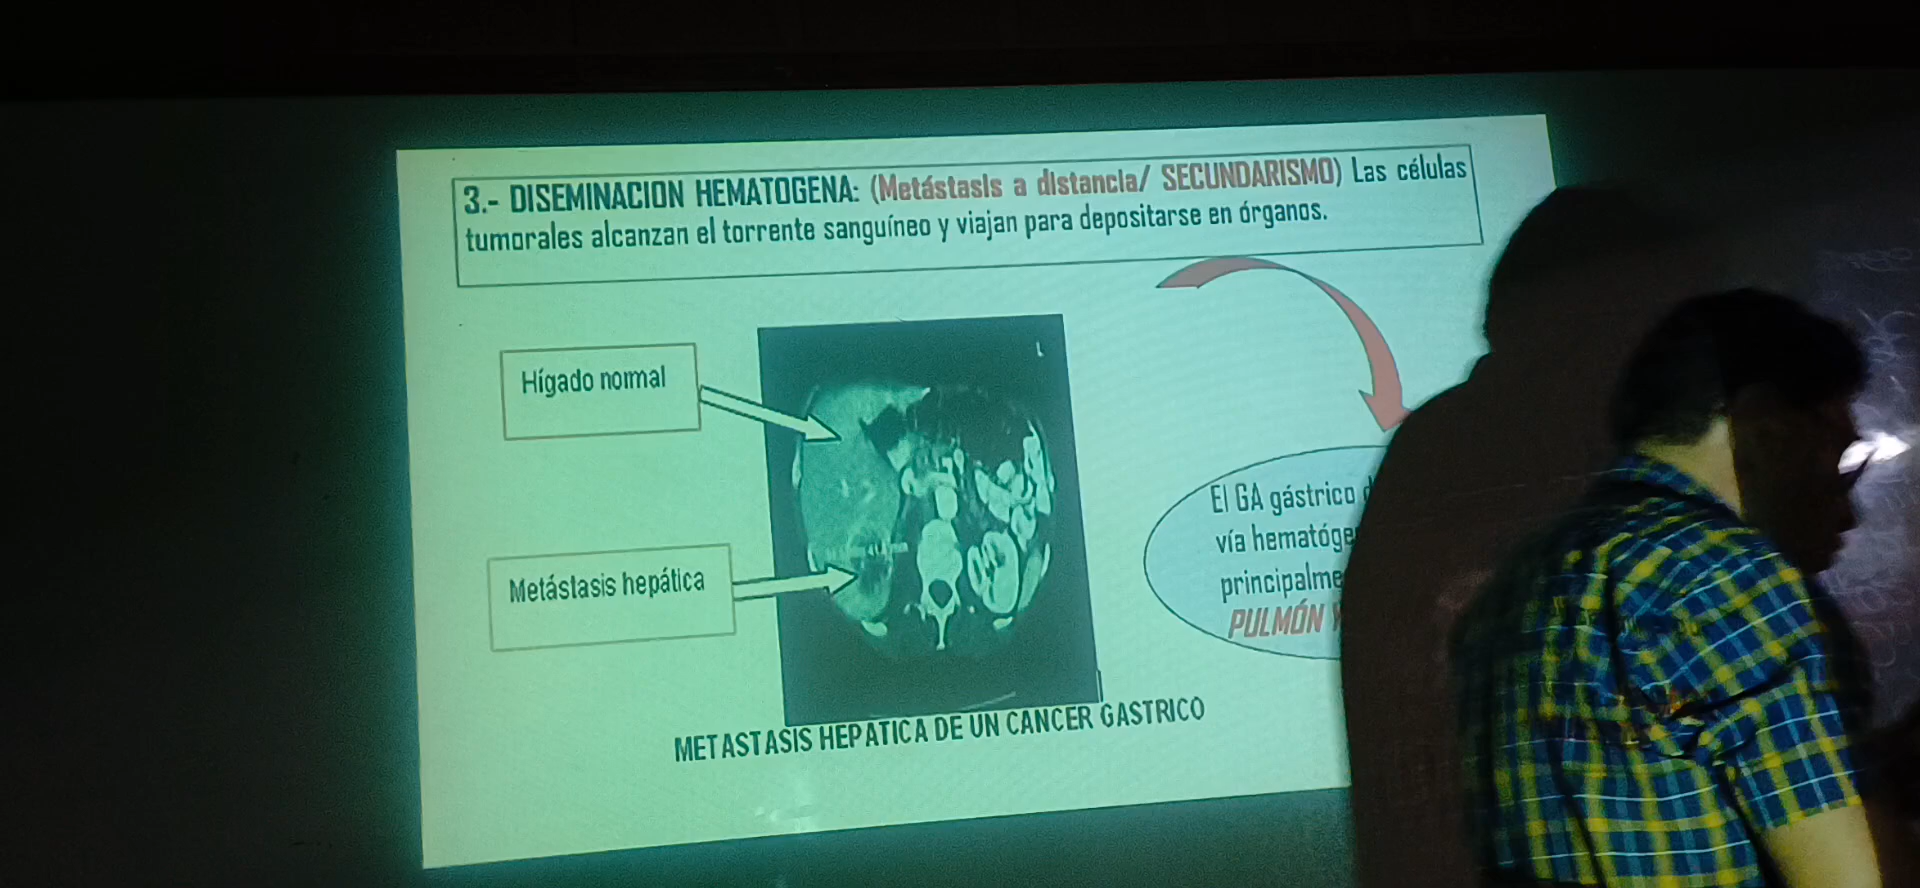 3.- DISEMINACION HEMATOGENA: (Metástasis a distancia/ SECUNDARISMO) Las células
tumorales alcanzan el torrente sanguíneo y viajan para depositarse en órganos.
L
Hígado normal
El GA gástrico
vía hematóge
principalme
PULMÓN Y
Metástasis hepática
METASTASIS HEPATICA DE UN CANCER GASTRICO